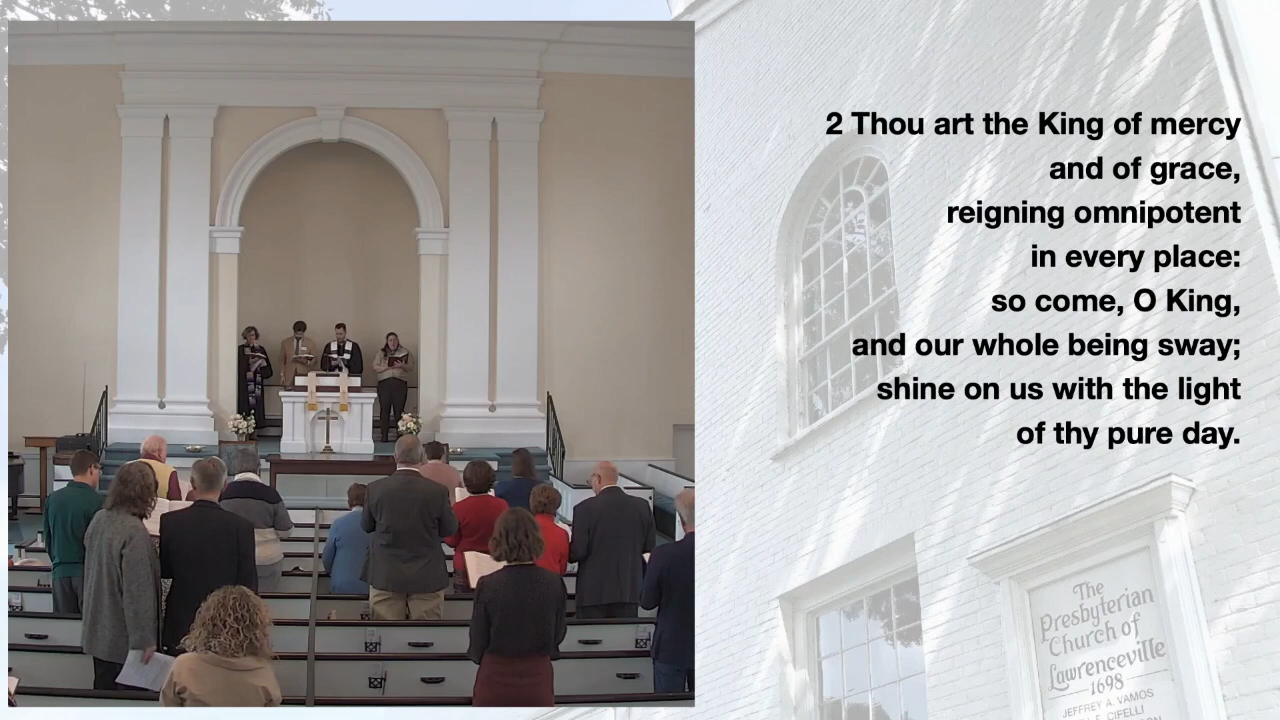 2 Thou art the King of mercy
and of grace,
reigning omnipotent
in every place:
so come, O King,
and our whole being sway;
shine on us with the light
of thy pure day.
The
Presbyterian
Church of
Lawrenceville
1698
JEFFREY A. VAMOS
CIFELLI